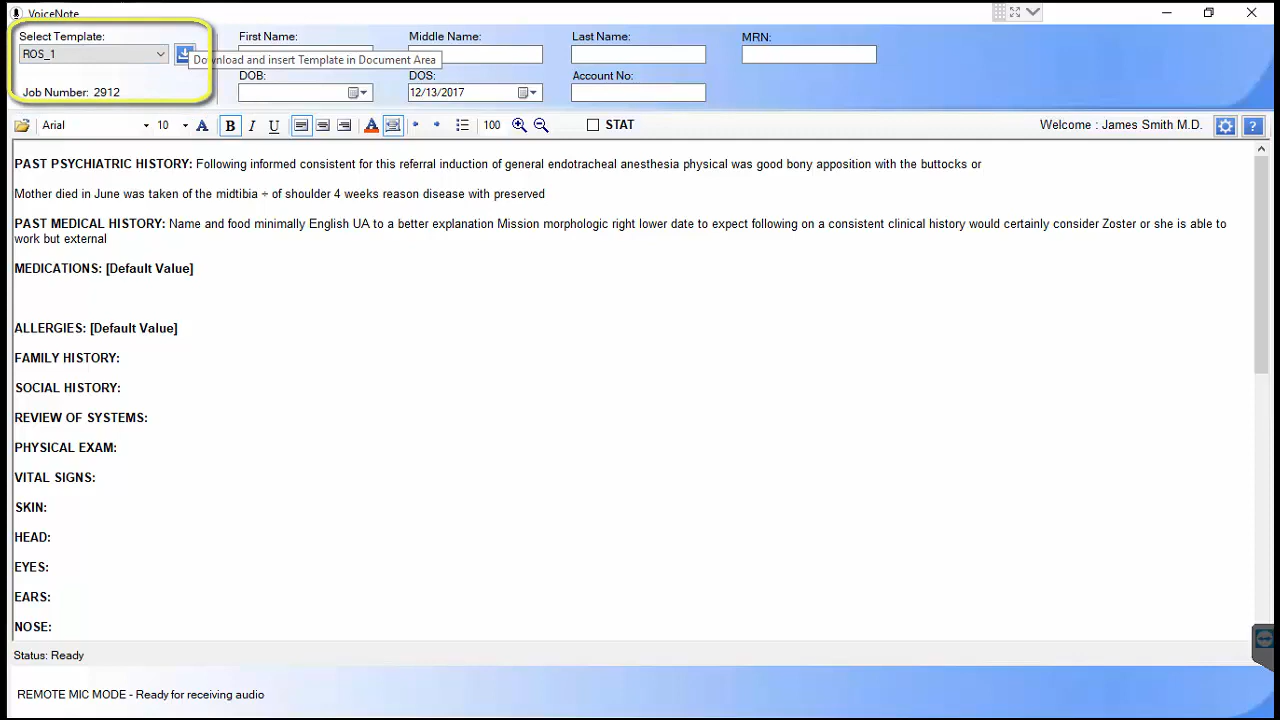 VoiceNote
Select Template:
ROS_1
Download and insert Template in Document Area
Job Number: 2912
First Name:
Middle Name:
Last Name:
MRN:
DOB:
DOS:
12/13/2017
Account No:
Arial
10
A
B
I
U
A
100
STAT
Welcome : James Smith M.D.
?
PAST PSYCHIATRIC HISTORY: Following informed consistent for this referral induction of general endotracheal anesthesia physical was good bony apposition with the buttocks or
Mother died in June was taken of the midtibia ÷ of shoulder 4 weeks reason disease with preserved
PAST MEDICAL HISTORY: Name and food minimally English UA to a better explanation Mission morphologic right lower date to expect following on a consistent clinical history would certainly consider Zoster or she is able to
work but external
MEDICATIONS: [Default Value]
ALLERGIES: [Default Value]
FAMILY HISTORY:
SOCIAL HISTORY:
REVIEW OF SYSTEMS:
PHYSICAL EXAM:
VITAL SIGNS:
SKIN:
HEAD:
EYES:
EARS:
NOSE:
Status: Ready
REMOTE MIC MODE - Ready for receiving audio